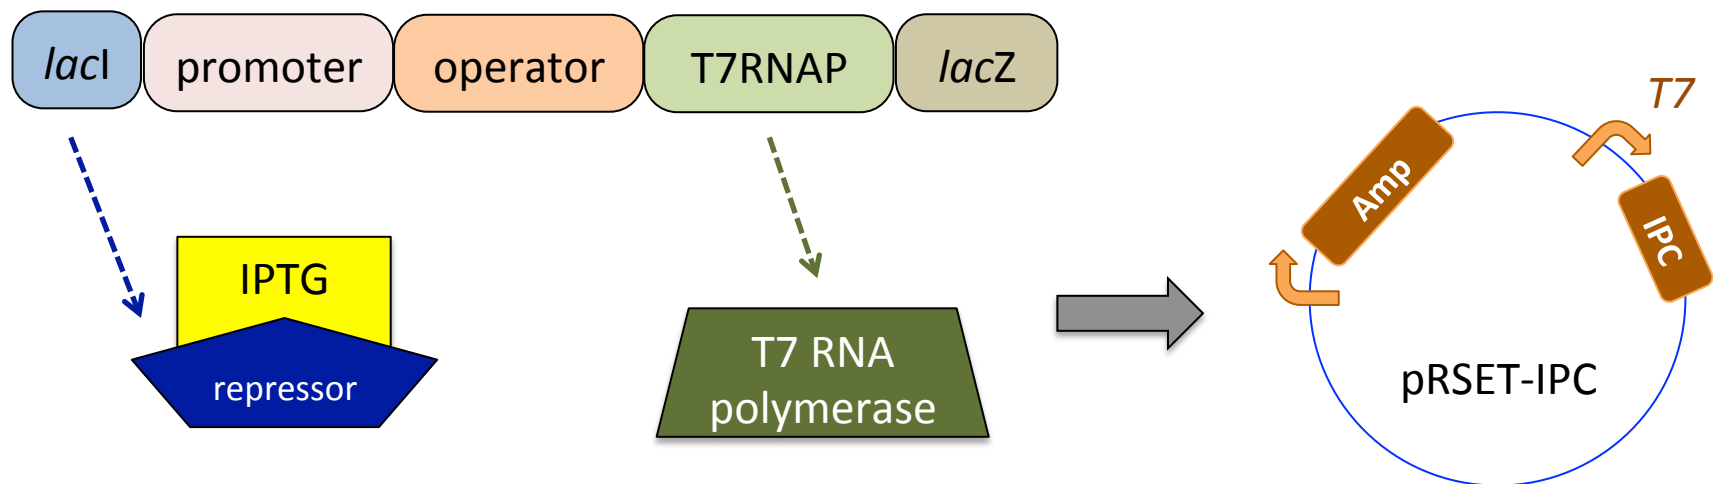 lacI promoter operator T7RNAP lacZ
T7
Amp
IPC
IPTG
repressor
T7 RNA
polymerase
pRSET-IPC